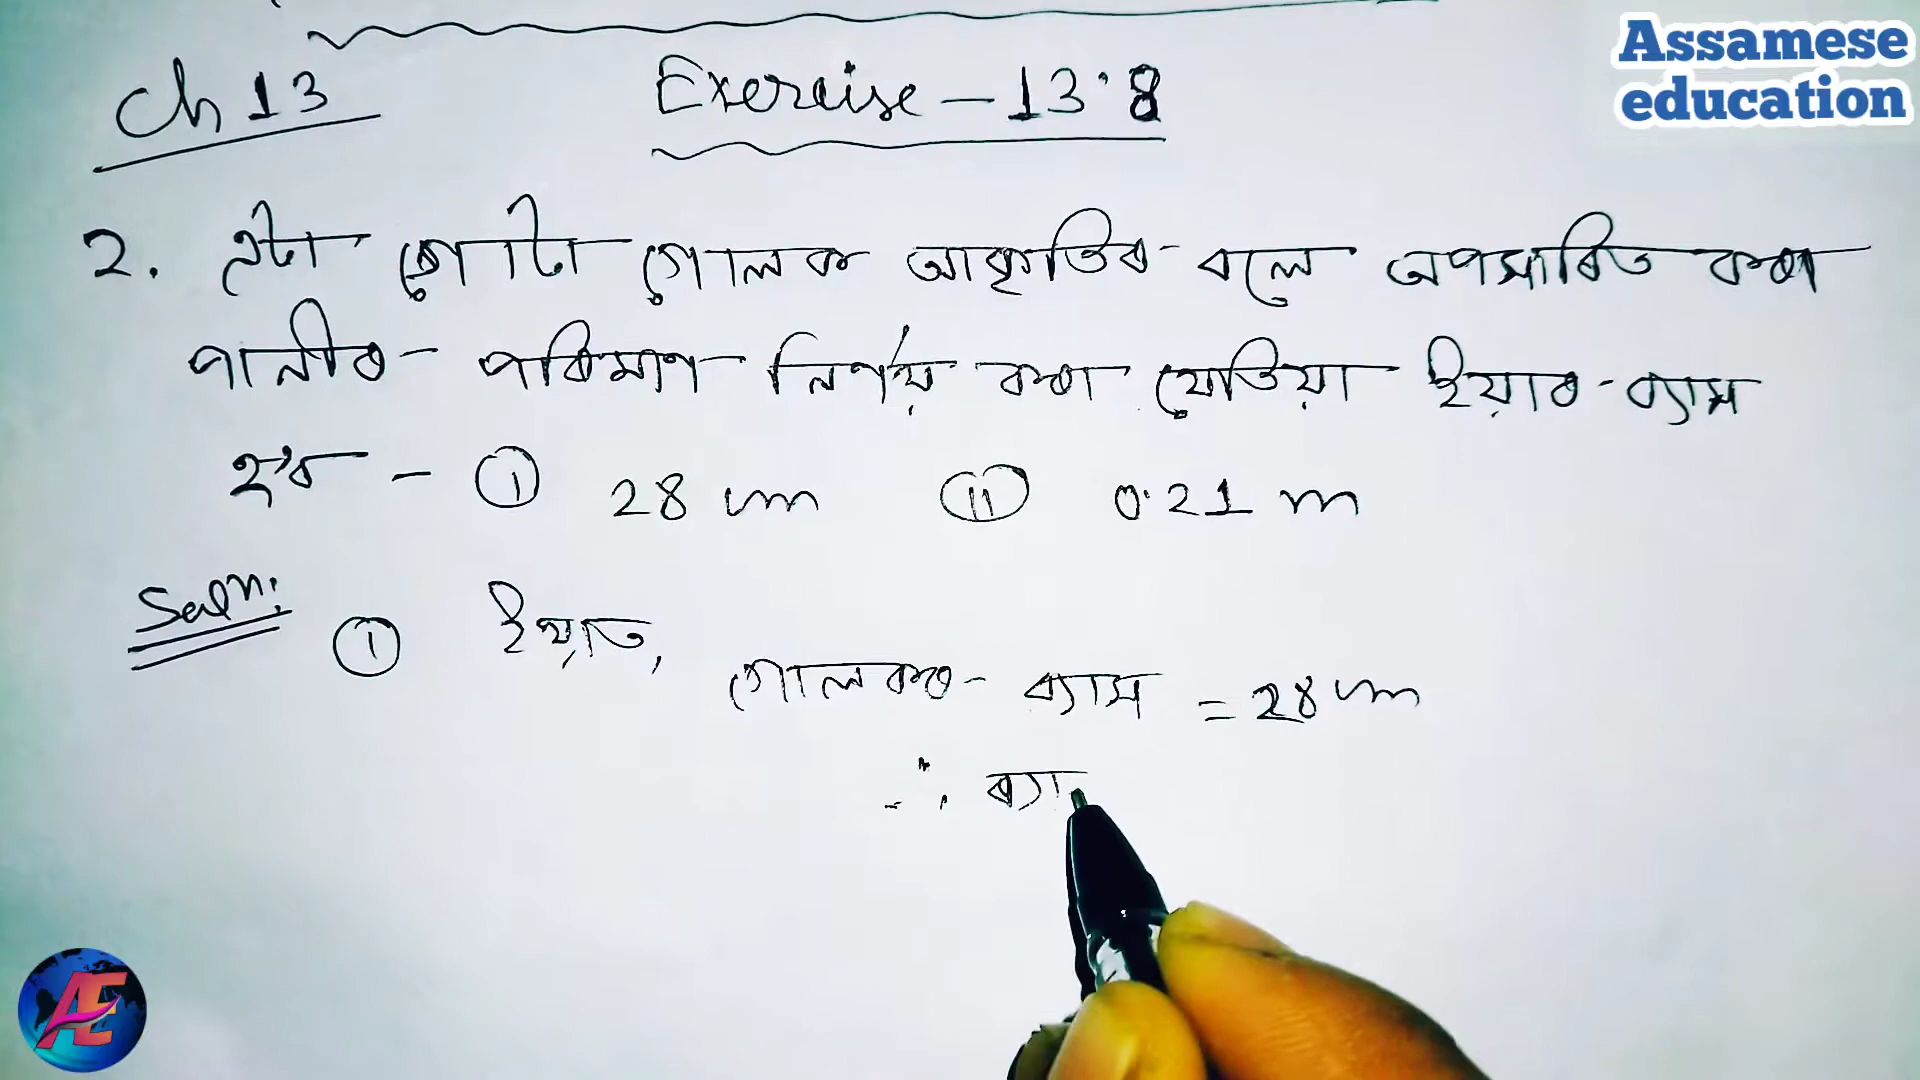 Assamese
education
Ch 13 Exercise - 13.8
2. এটা গোটা গোলক আকৃতিৰ বলে অপসাৰিত কৰা
পানীৰ পৰিমাণ নিৰ্ণয় কৰা যেতিয়া ইয়াৰ ব্যাস
হ'ব - (i) 28 cm (ii) 0.21 m
Soln:
(i) ইয়াত,
গোলকৰ ব্যাস = 28 cm
∴ ব্যা
AE